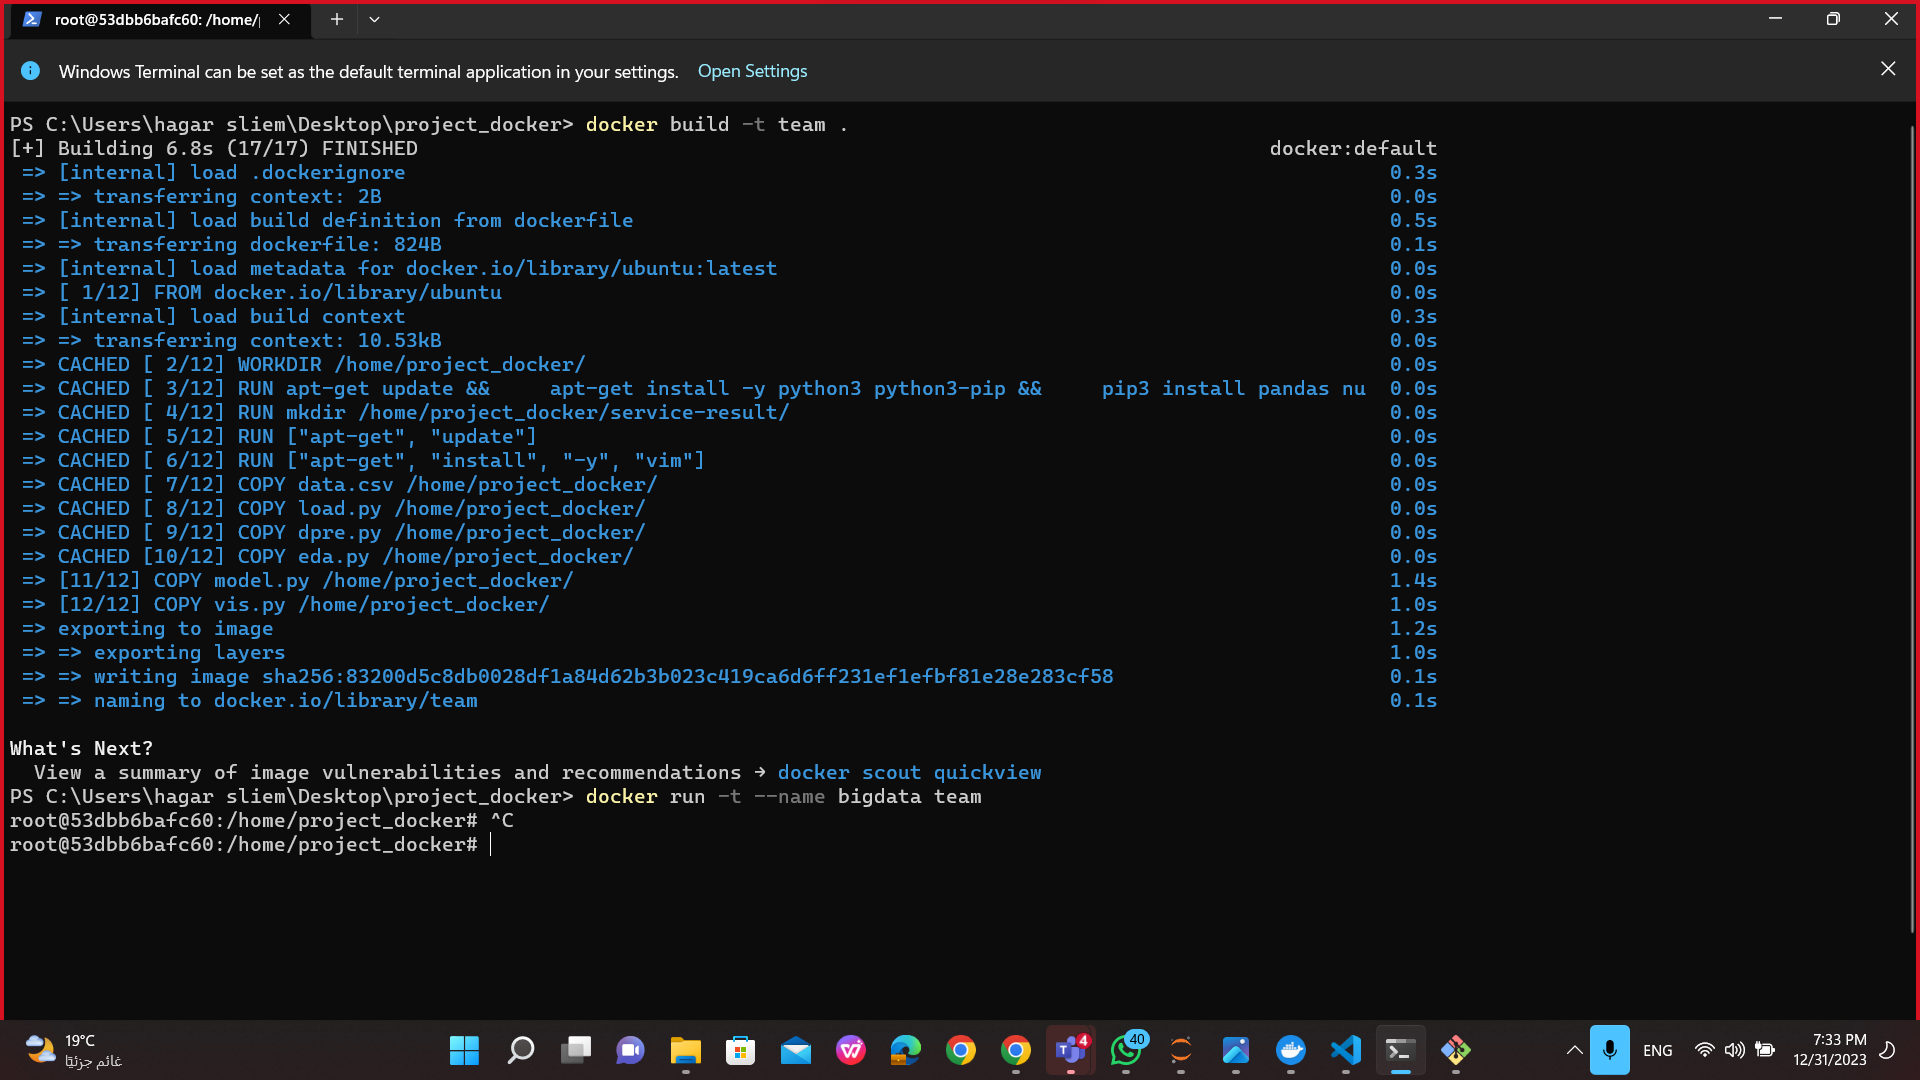 root@53dbb6bafc60: /home/p
Windows Terminal can be set as the default terminal application in your settings. Open Settings
PS C:\Users\hagar sliem\Desktop\project_docker> docker build -t team .
[+] Building 6.8s (17/17) FINISHED docker:default
=> [internal] load .dockerignore 0.3s
=> => transferring context: 2B 0.0s
=> [internal] load build definition from dockerfile 0.5s
=> => transferring dockerfile: 824B 0.1s
=> [internal] load metadata for docker.io/library/ubuntu:latest 0.0s
=> [ 1/12] FROM docker.io/library/ubuntu 0.0s
=> [internal] load build context 0.3s
=> => transferring context: 10.53kB 0.0s
=> CACHED [ 2/12] WORKDIR /home/project_docker/ 0.0s
=> CACHED [ 3/12] RUN apt-get update &&     apt-get install -y python3 python3-pip &&     pip3 install pandas nu 0.0s
=> CACHED [ 4/12] RUN mkdir /home/project_docker/service-result/ 0.0s
=> CACHED [ 5/12] RUN ["apt-get", "update"] 0.0s
=> CACHED [ 6/12] RUN ["apt-get", "install", "-y", "vim"] 0.0s
=> CACHED [ 7/12] COPY data.csv /home/project_docker/ 0.0s
=> CACHED [ 8/12] COPY load.py /home/project_docker/ 0.0s
=> CACHED [ 9/12] COPY dpre.py /home/project_docker/ 0.0s
=> CACHED [10/12] COPY eda.py /home/project_docker/ 0.0s
=> [11/12] COPY model.py /home/project_docker/ 1.4s
=> [12/12] COPY vis.py /home/project_docker/ 1.0s
=> exporting to image 1.2s
=> => exporting layers 1.0s
=> => writing image sha256:83200d5c8db0028df1a84d62b3b023c419ca6d6ff231ef1efbf81e28e283cf58 0.1s
=> => naming to docker.io/library/team 0.1s
What's Next?
View a summary of image vulnerabilities and recommendations → docker scout quickview
PS C:\Users\hagar sliem\Desktop\project_docker> docker run -t --name bigdata team
root@53dbb6bafc60:/home/project_docker# ^C
root@53dbb6bafc60:/home/project_docker#
19°C
غائم جزئيًا
4
40
ENG
7:33 PM
12/31/2023